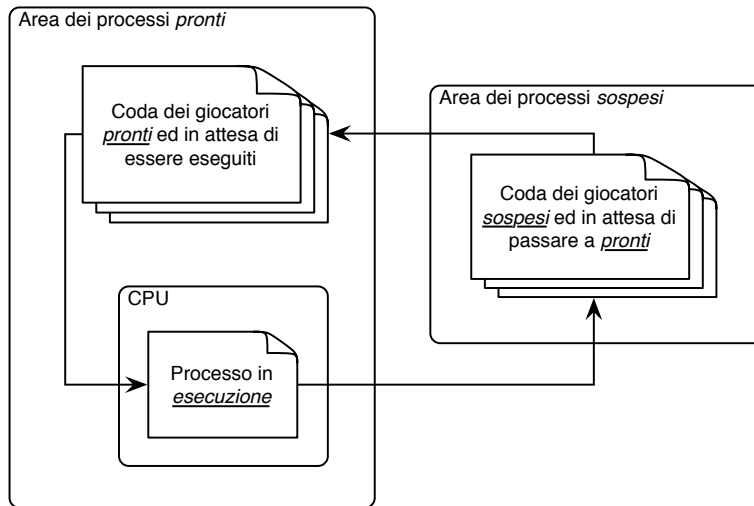 Area dei processi pronti
Coda dei giocatori
pronti ed in attesa di
essere eseguiti
CPU
Processo in
esecuzione
Area dei processi sospesi
Coda dei giocatori
sospesi ed in attesa di
passare a pronti